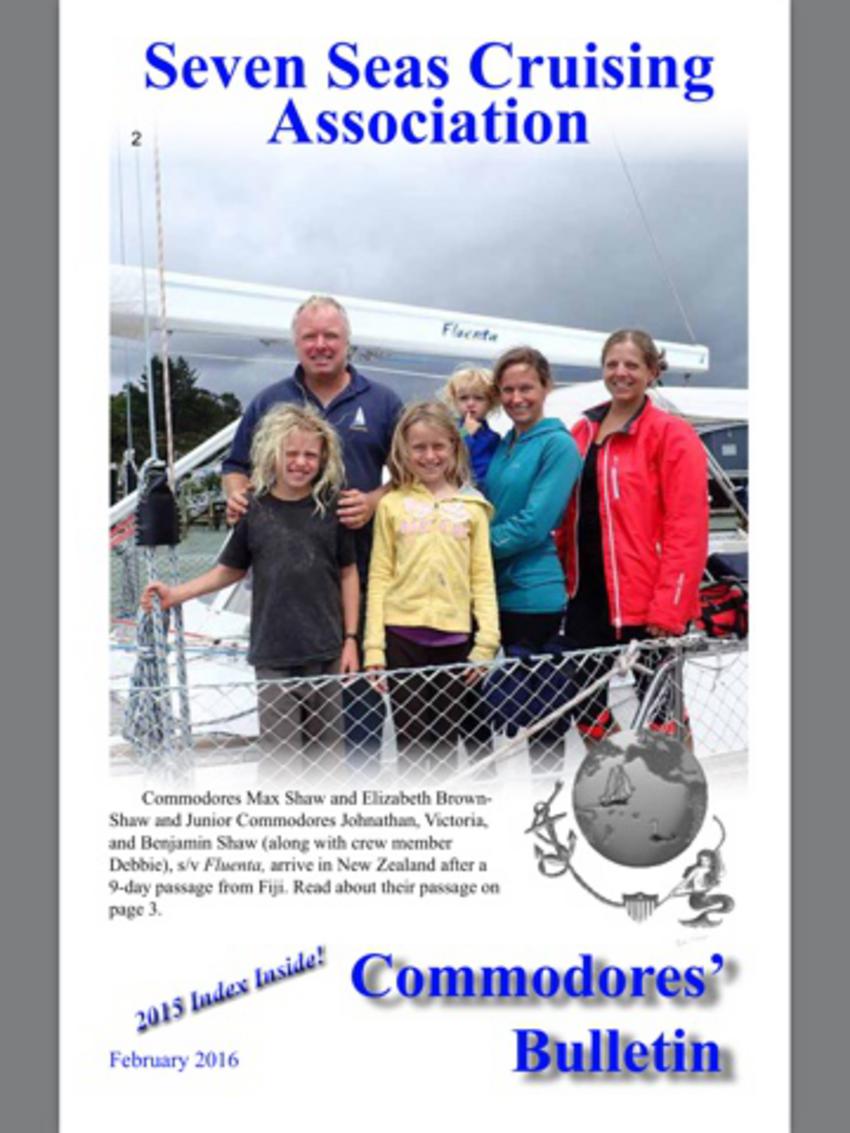 Seven Seas Cruising
Association
2
Fluenta
Commodores Max Shaw and Elizabeth Brown-
Shaw and Junior Commodores Johnathan, Victoria,
and Benjamin Shaw (along with crew member
Debbie), s/v Fluenta, arrive in New Zealand after a
9-day passage from Fiji. Read about their passage on
page 3.
2015 Index Inside!
Commodores’
Bulletin
February 2016